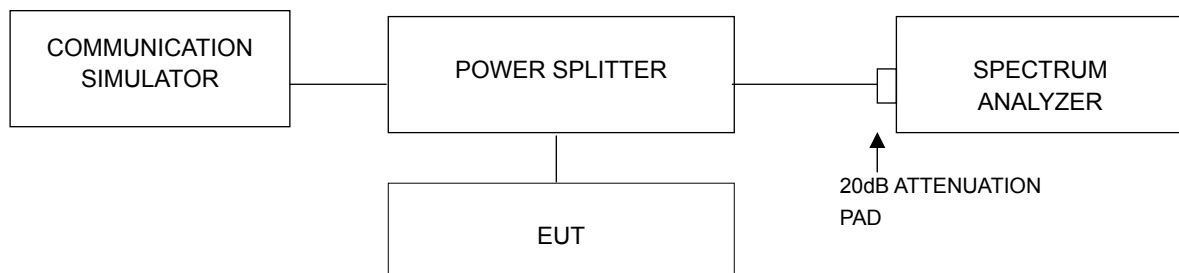 COMMUNICATION
SIMULATOR
POWER SPLITTER
SPECTRUM
ANALYZER
20dB ATTENUATION
PAD
EUT